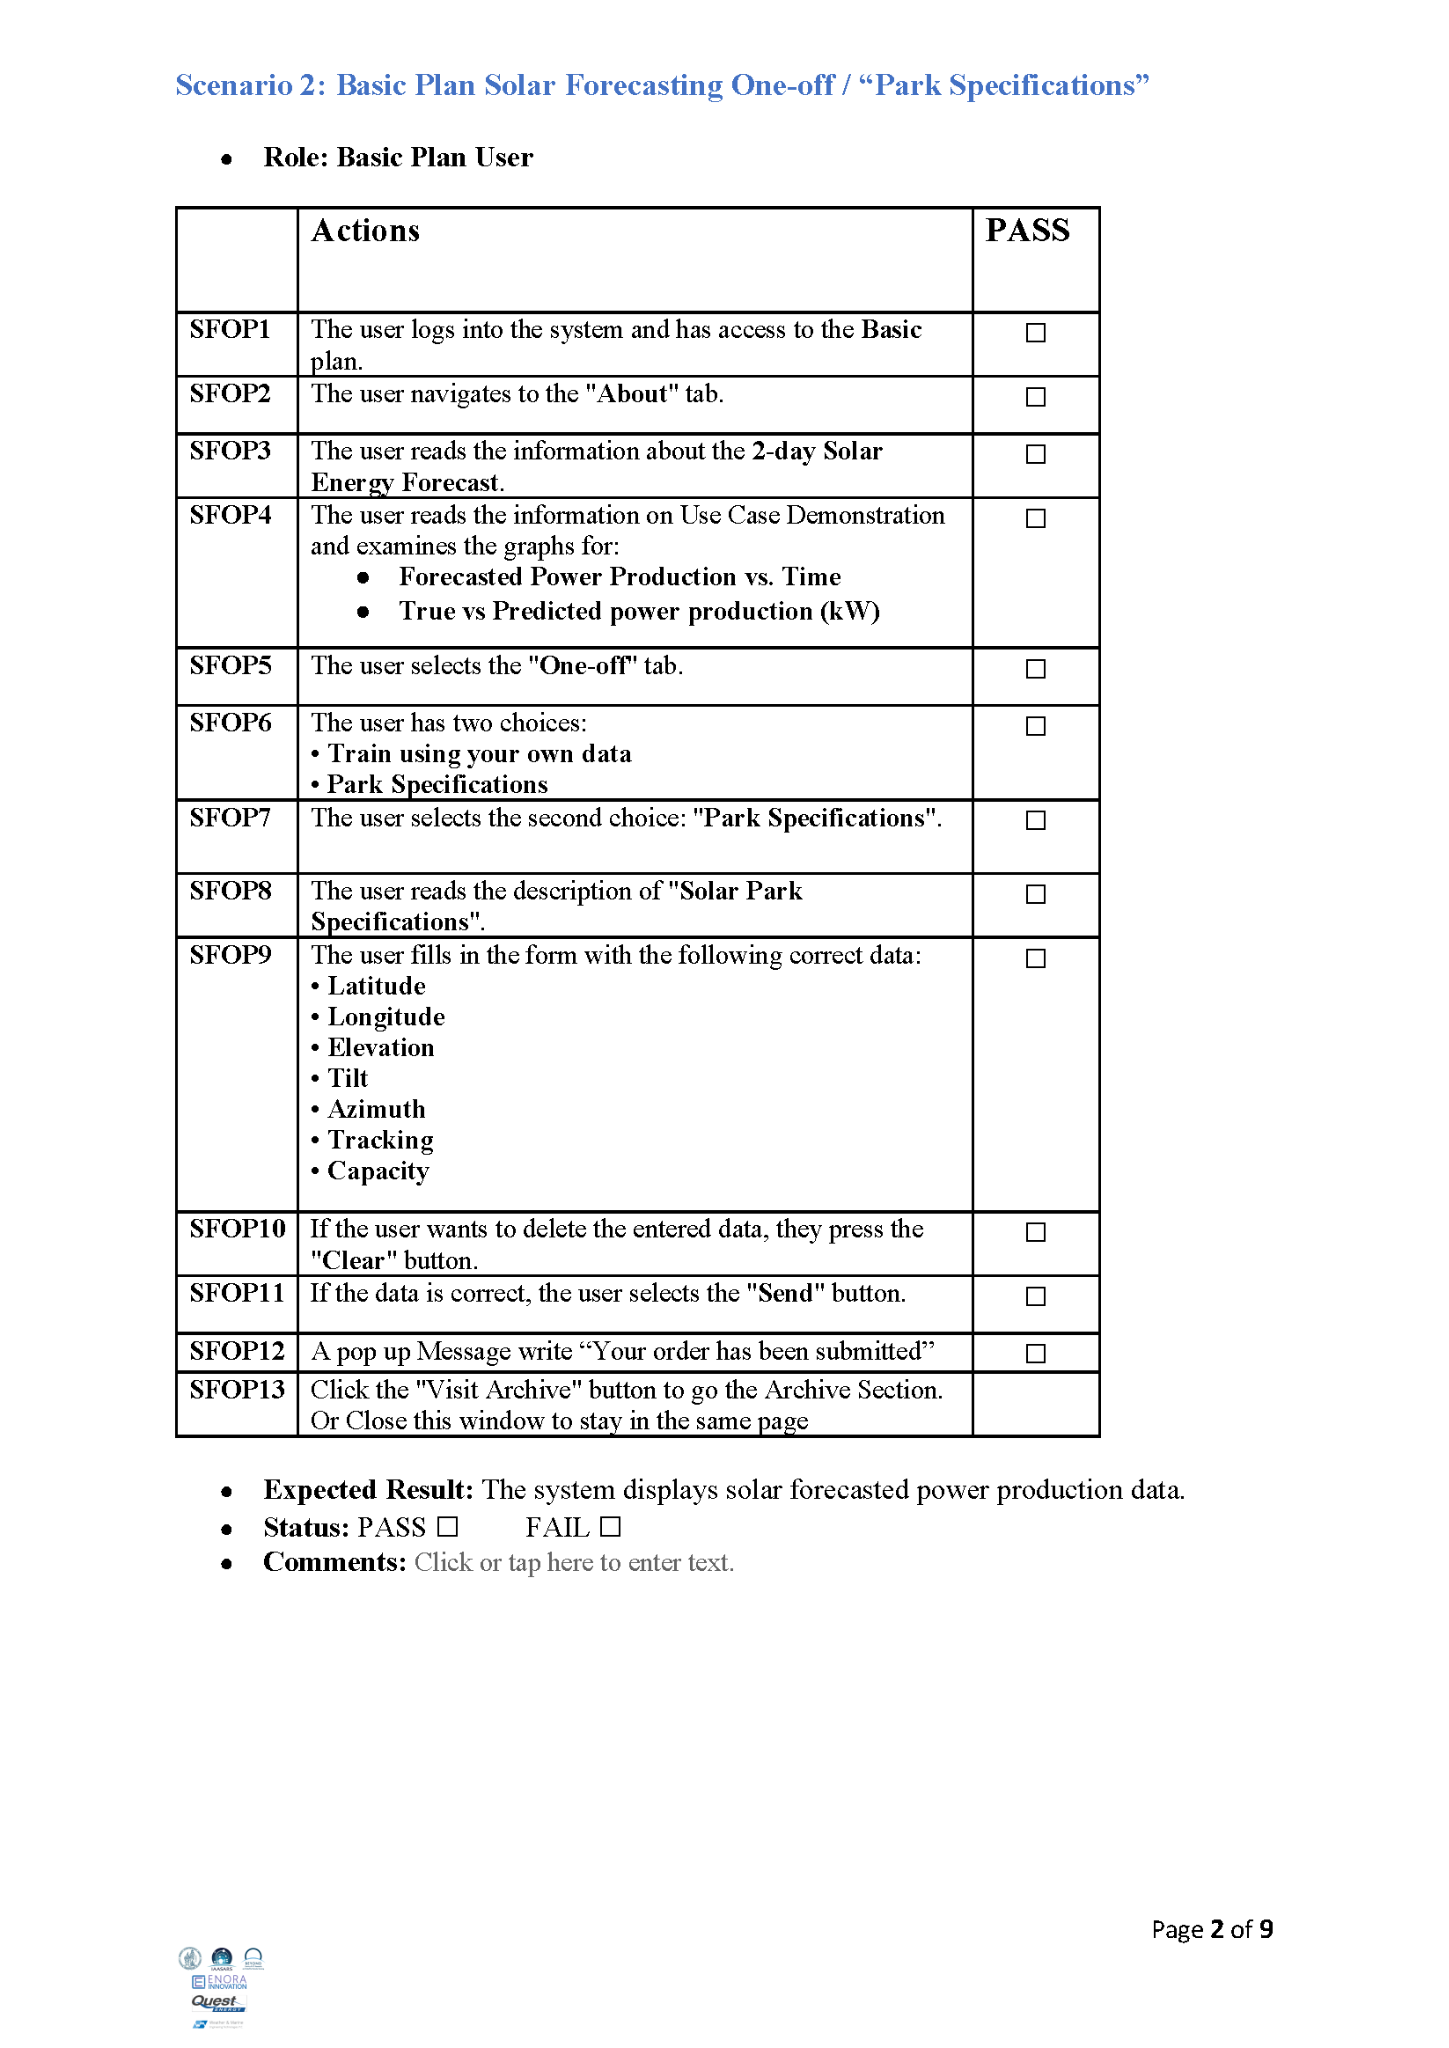 Scenario 2: Basic Plan Solar Forecasting One-off / “Park Specifications”
● Role: Basic Plan User
Actions PASS
SFOP1 The user logs into the system and has access to the Basic ☐
plan.
SFOP2 The user navigates to the "About" tab. ☐
SFOP3 The user reads the information about the 2-day Solar ☐
Energy Forecast.
SFOP4 The user reads the information on Use Case Demonstration ☐
and examines the graphs for:
● Forecasted Power Production vs. Time
● True vs Predicted power production (kW)
SFOP5 The user selects the "One-off" tab. ☐
SFOP6 The user has two choices: ☐
• Train using your own data
• Park Specifications
SFOP7 The user selects the second choice: "Park Specifications". ☐
SFOP8 The user reads the description of "Solar Park ☐
Specifications".
SFOP9 The user fills in the form with the following correct data: ☐
• Latitude
• Longitude
• Elevation
• Tilt
• Azimuth
• Tracking
• Capacity
SFOP10 If the user wants to delete the entered data, they press the ☐
"Clear" button.
SFOP11 If the data is correct, the user selects the "Send" button. ☐
SFOP12 A pop up Message write “Your order has been submitted” ☐
SFOP13 Click the "Visit Archive" button to go the Archive Section.
Or Close this window to stay in the same page
● Expected Result: The system displays solar forecasted power production data.
● Status: PASS ☐ FAIL ☐
● Comments: Click or tap here to enter text.
Page 2 of 9
ENORA
INNOVATION
Quest
ENERGY